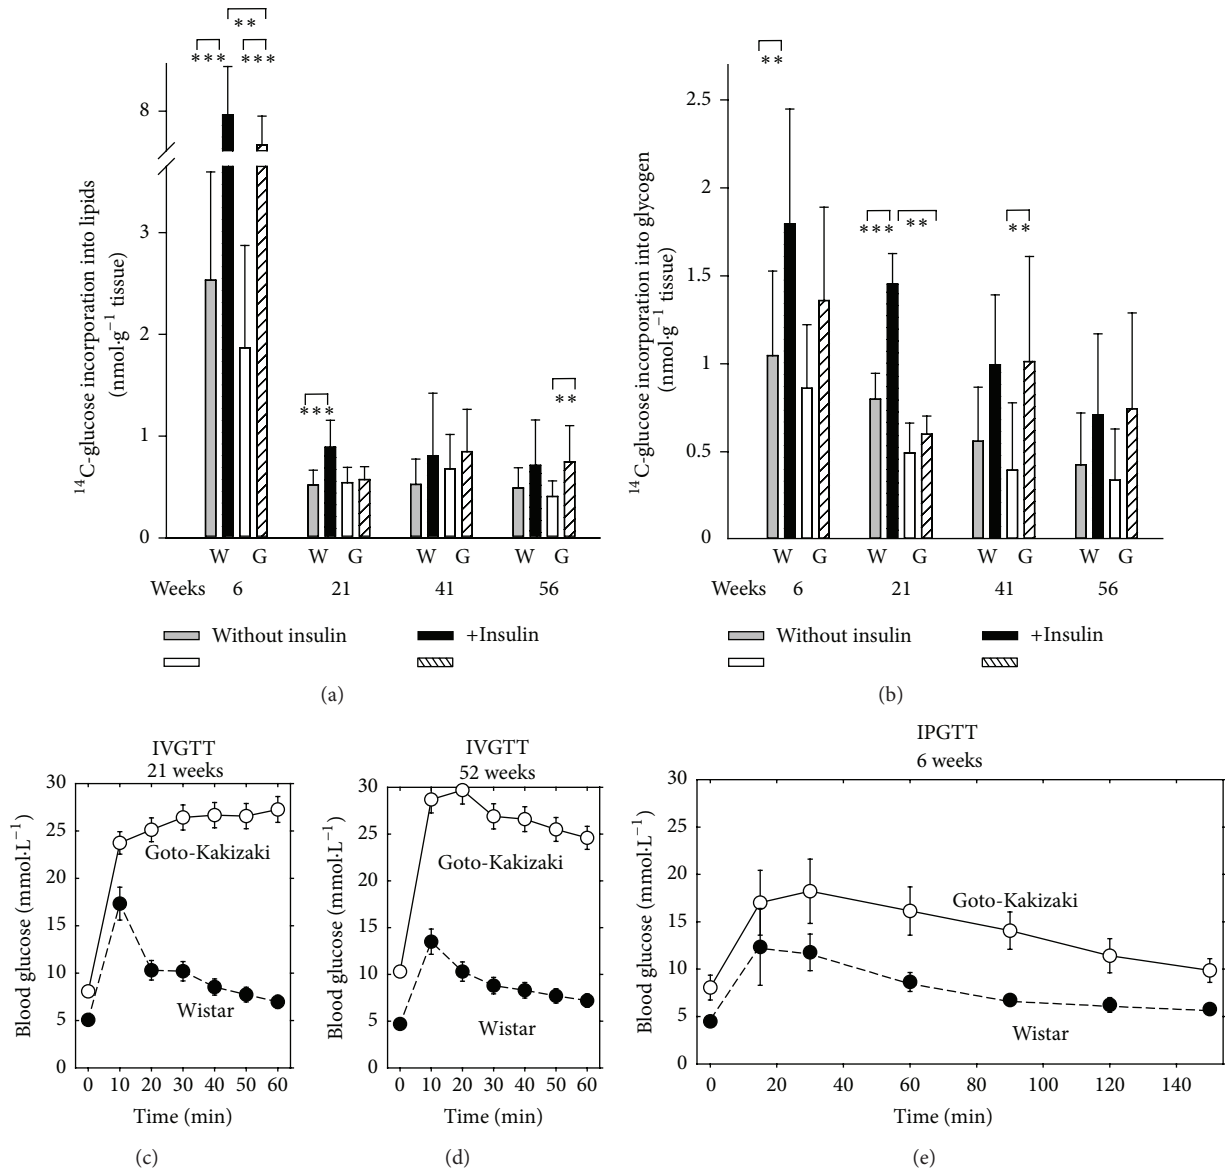 **
***
***
8
3
2
1
0
***
**
¹⁴C-glucose incorporation into lipids
(nmol·g⁻¹ tissue)
W G W G W G W G
Weeks 6 21 41 56
Without insulin +Insulin
(a)
**
2.5
2
1.5
1
0.5
0
***
**
**
¹⁴C-glucose incorporation into glycogen
(nmol·g⁻¹ tissue)
W G W G W G W G
Weeks 6 21 41 56
Without insulin +Insulin
(b)
IVGTT
21 weeks
30
25
20
15
10
5
0
Blood glucose (mmol·L⁻¹)
Goto-Kakizaki
Wistar
0 10 20 30 40 50 60
Time (min)
(c)
IVGTT
52 weeks
30
25
20
15
10
5
0
Blood glucose (mmol·L⁻¹)
Goto-Kakizaki
Wistar
0 10 20 30 40 50 60
Time (min)
(d)
IPGTT
6 weeks
30
25
20
15
10
5
0
Blood glucose (mmol·L⁻¹)
Goto-Kakizaki
Wistar
0 20 40 60 80 100 120 140
Time (min)
(e)